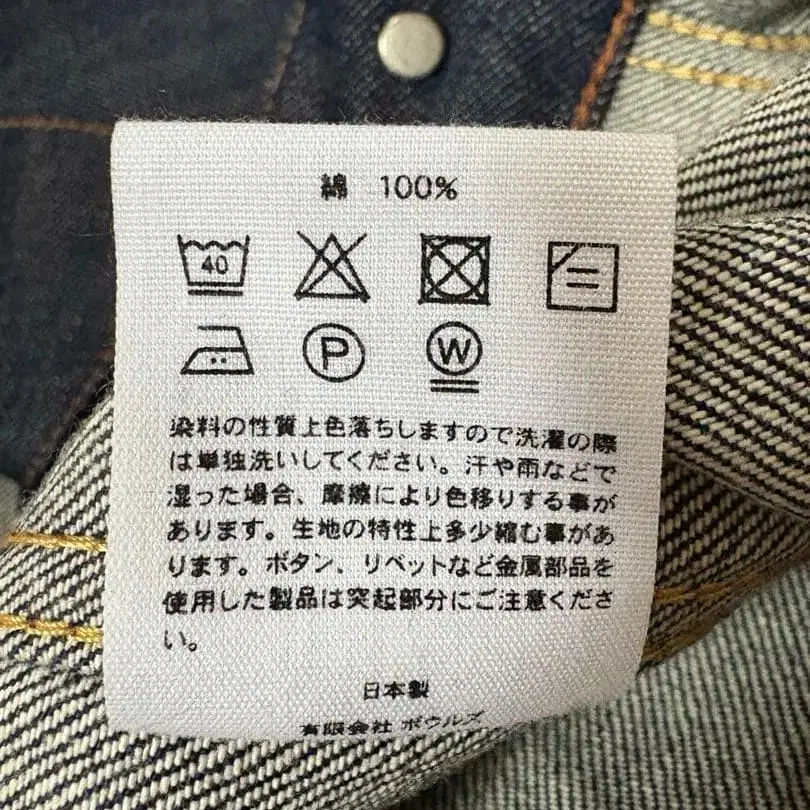 綿 100%
40
P
W
染料の性質上色落ちしますので洗濯の際
は単独洗いしてください。汗や雨などで
湿った場合、摩擦により色移りする事が
あります。生地の特性上多少縮む事があ
ります。ボタン、リベットなど金属部品を
使用した製品は突起部分にご注意くださ
い。
日本製
有限会社 ボウルズ